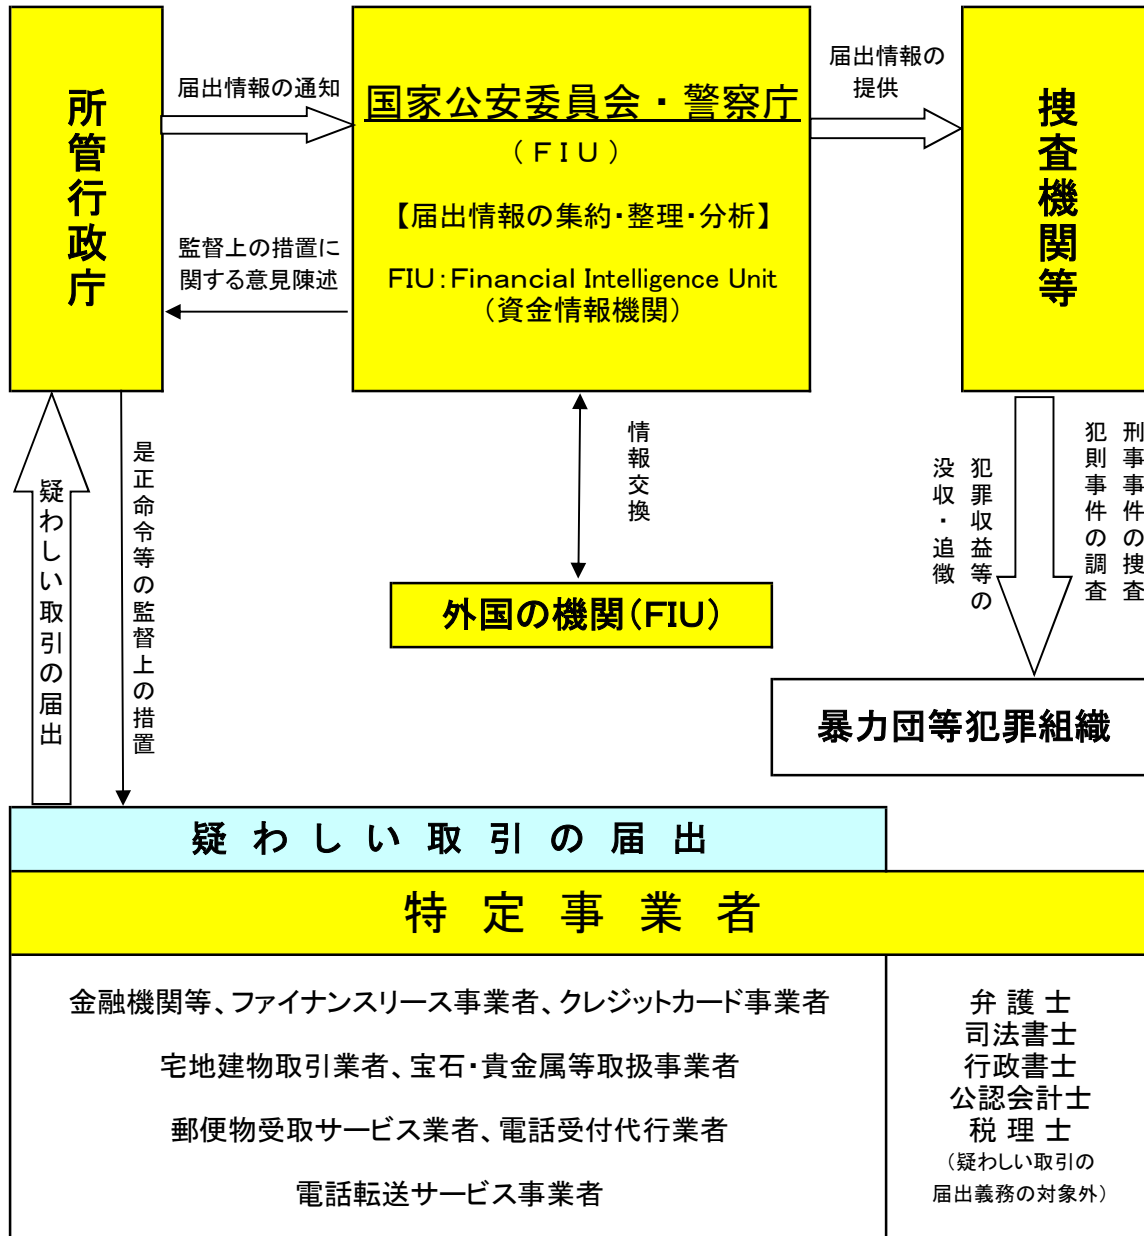 所管行政庁
届出情報の通知
監督上の措置に
関する意見陳述
国家公安委員会・警察庁
(ＦＩＵ)
【届出情報の集約・整理・分析】
FIU：Financial Intelligence Unit
(資金情報機関)
届出情報の
提供
捜査機関等
疑わしい取引の届出
是正命令等の監督上の措置
情報交換
外国の機関(FIU)
刑事事件の捜査
犯則事件の調査
犯罪収益等の
没収・追徴
暴力団等犯罪組織
疑わしい取引の届出
特定事業者
金融機関等、ファイナンスリース事業者、クレジットカード事業者
宅地建物取引業者、宝石・貴金属等取扱事業者
郵便物受取サービス業者、電話受付代行業者
電話転送サービス事業者
弁護士
司法書士
行政書士
公認会計士
税理士
(疑わしい取引の
届出義務の対象外)